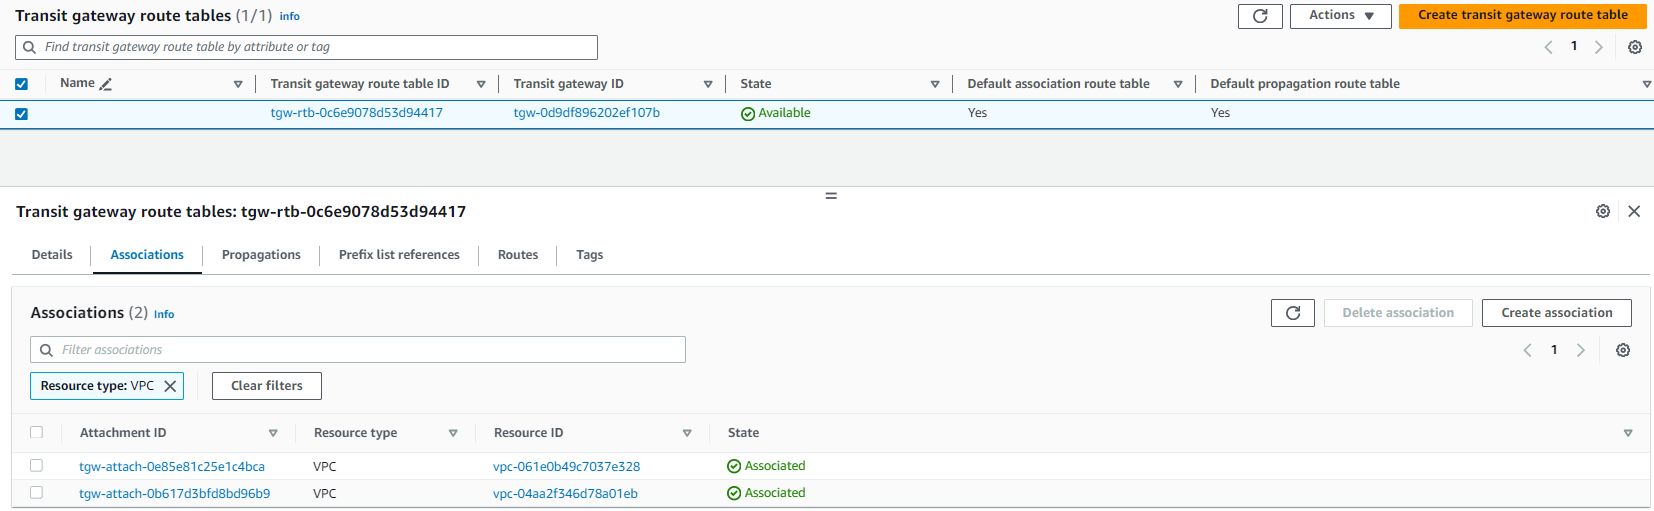 Transit gateway route tables (1/1) Info
Actions
Create transit gateway route table
Find transit gateway route table by attribute or tag
1
Name
Transit gateway route table ID
Transit gateway ID
State
Default association route table
Default propagation route table
tgw-rtb-0c6e9078d53d94417
tgw-0d9df896202ef107b
Available
Yes
Yes
Transit gateway route tables: tgw-rtb-0c6e9078d53d94417
Details
Associations
Propagations
Prefix list references
Routes
Tags
Associations (2) Info
Delete association
Create association
Filter associations
1
Resource type: VPC
Clear filters
Attachment ID
Resource type
Resource ID
State
tgw-attach-0e85e81c25e1c4bca
VPC
vpc-061e0b49c7037e328
Associated
tgw-attach-0b617d3bfd8bd96b9
VPC
vpc-04aa2f346d78a01eb
Associated